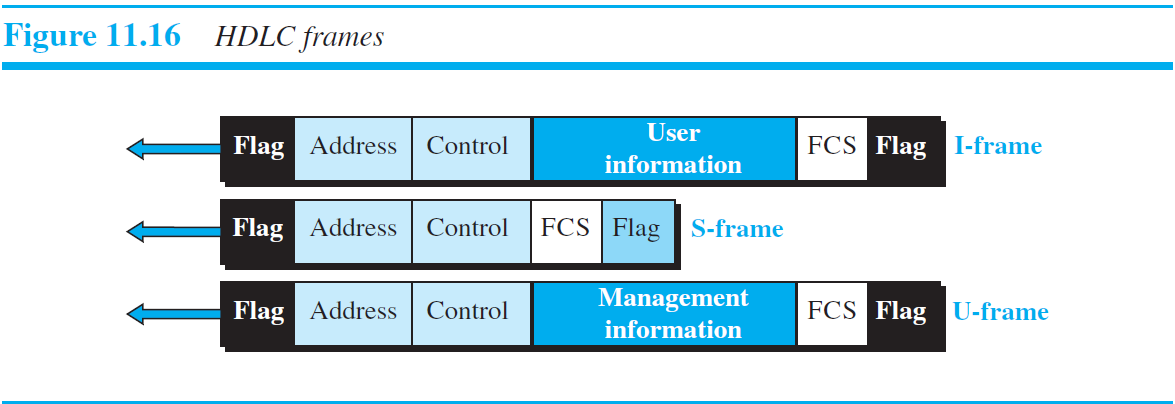 Figure 11.16 HDLC frames
Flag Address Control User information FCS Flag I-frame
Flag Address Control FCS Flag S-frame
Flag Address Control Management information FCS Flag U-frame